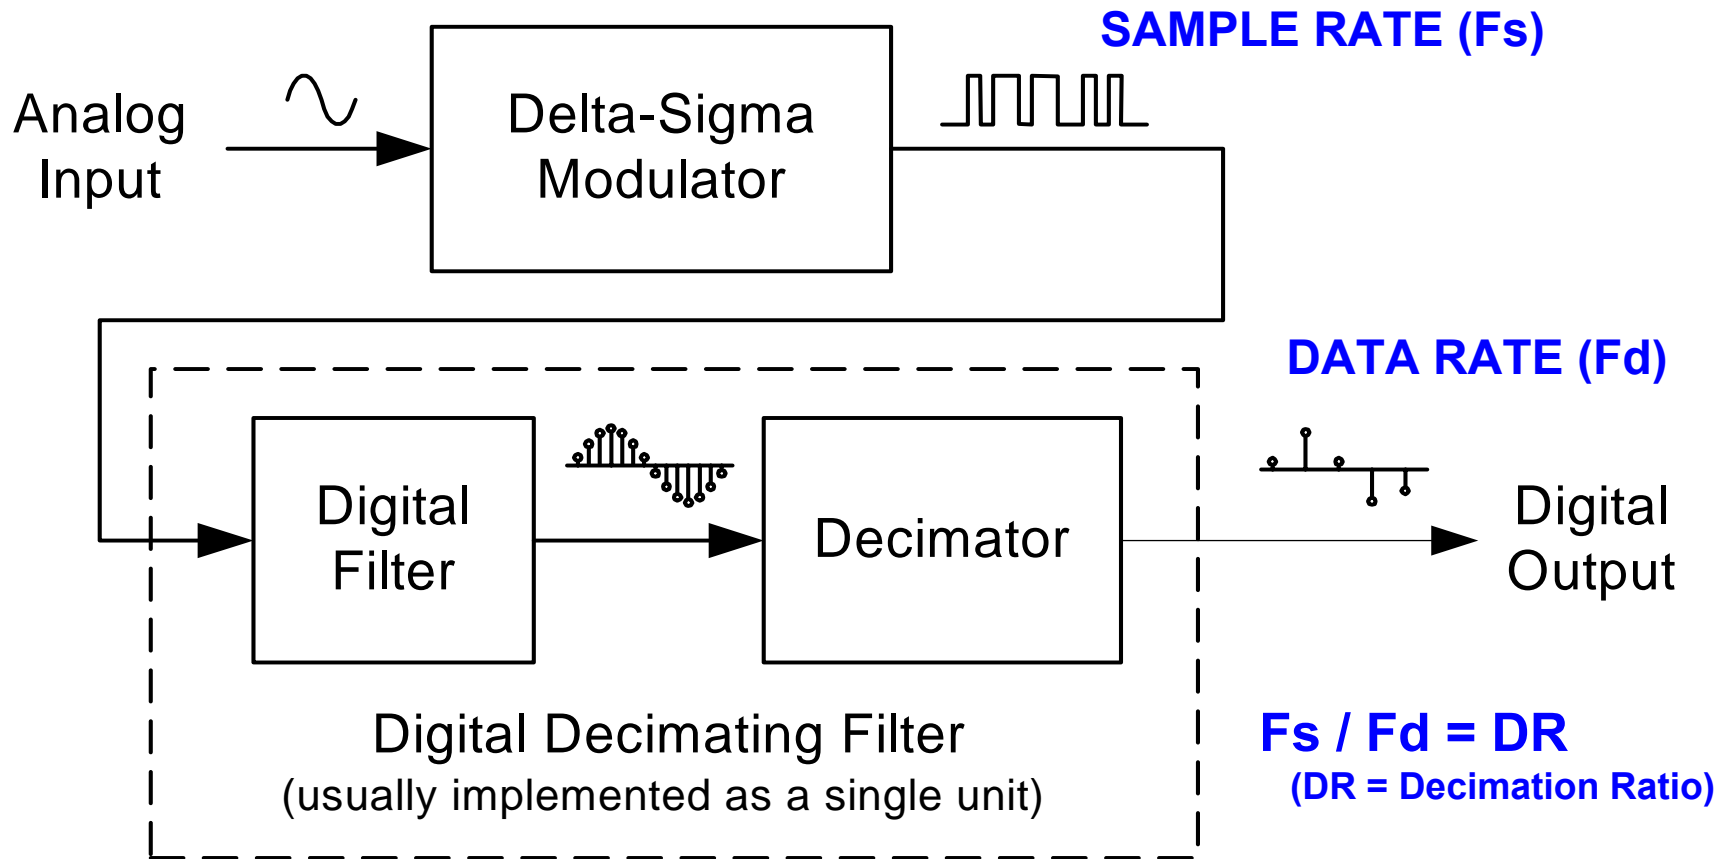 SAMPLE RATE (Fs)
Analog
Input
Delta-Sigma
Modulator
DATA RATE (Fd)
Digital
Filter
Decimator
Digital
Output
Digital Decimating Filter
(usually implemented as a single unit)
Fs / Fd = DR
(DR = Decimation Ratio)